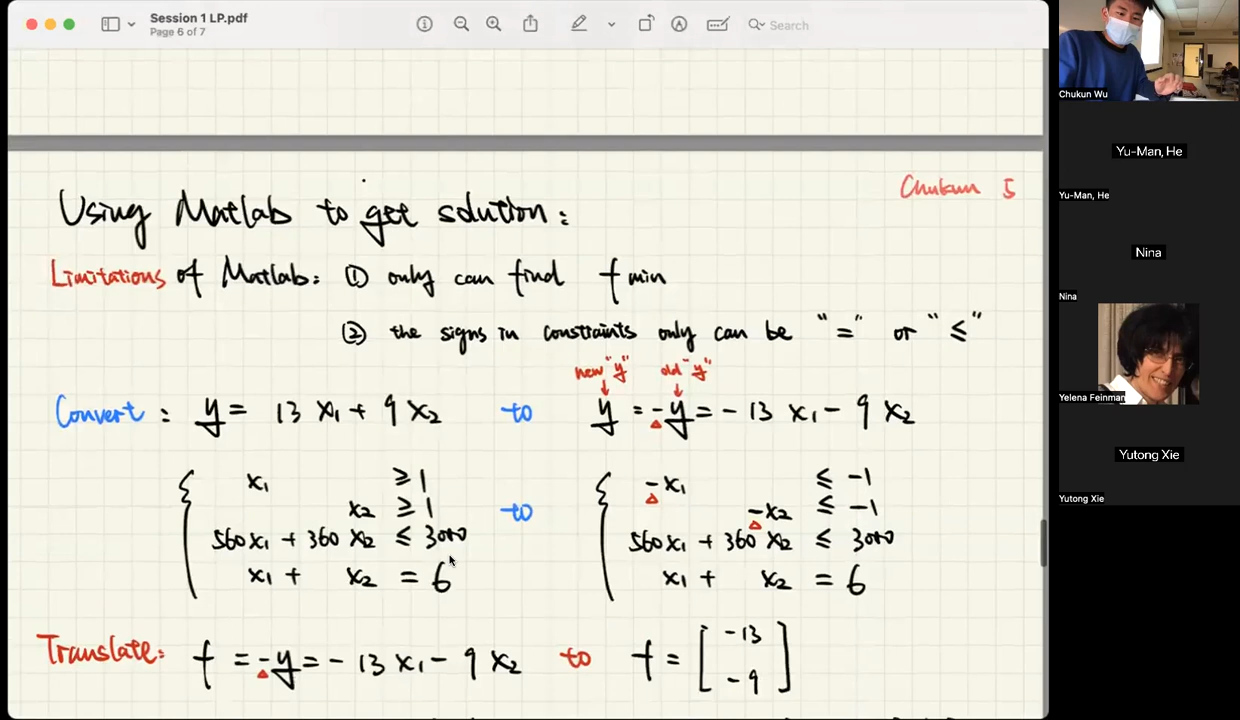 Session 1 LP.pdf
Page 6 of 7
Search
Chukun 5
Using Matlab to get solution:
Limitations of Matlab: ① only can find f min
② the signs in constraints only can be "=" or "≤"
new "y" old "y"
Convert: y = 13 x₁ + 9 x₂ to y = -y = - 13 x₁ - 9 x₂
x₁ ≥ 1 -x₁ ≤ -1
x₂ ≥ 1 to -x₂ ≤ -1
560x₁ + 360 x₂ ≤ 3000 560x₁ + 360 x₂ ≤ 3000
x₁ + x₂ = 6 x₁ + x₂ = 6
Translate: f = -y = - 13 x₁ - 9 x₂ to f = [ -13
-9 ]
Chukun Wu
Yu-Man, He
Yu-Man, He
Nina
Nina
Yelena Feinman
Yutong Xie
Yutong Xie